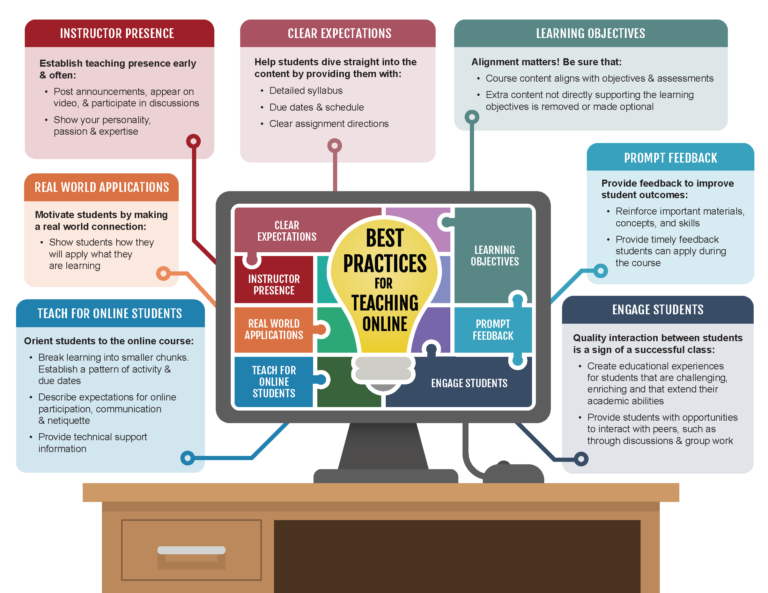 INSTRUCTOR PRESENCE
Establish teaching presence early
& often:
• Post announcements, appear on
video, & participate in discussions
• Show your personality,
passion & expertise
CLEAR EXPECTATIONS
Help students dive straight into the
content by providing them with:
• Detailed syllabus
• Due dates & schedule
• Clear assignment directions
LEARNING OBJECTIVES
Alignment matters! Be sure that:
• Course content aligns with objectives & assessments
• Extra content not directly supporting the learning
objectives is removed or made optional
REAL WORLD APPLICATIONS
Motivate students by making
a real world connection:
• Show students how they
will apply what they
are learning
PROMPT FEEDBACK
Provide feedback to improve
student outcomes:
• Reinforce important materials,
concepts, and skills
• Provide timely feedback
students can apply during
the course
TEACH FOR ONLINE STUDENTS
Orient students to the online course:
• Break learning into smaller chunks.
Establish a pattern of activity &
due dates
• Describe expectations for online
participation, communication
& netiquette
• Provide technical support
information
ENGAGE STUDENTS
Quality interaction between students
is a sign of a successful class:
• Create educational experiences
for students that are challenging,
enriching and that extend their
academic abilities
• Provide students with opportunities
to interact with peers, such as
through discussions & group work
CLEAR
EXPECTATIONS
INSTRUCTOR
PRESENCE
REAL WORLD
APPLICATIONS
TEACH FOR
ONLINE
STUDENTS
BEST
PRACTICES
FOR
TEACHING
ONLINE
LEARNING
OBJECTIVES
PROMPT
FEEDBACK
ENGAGE STUDENTS